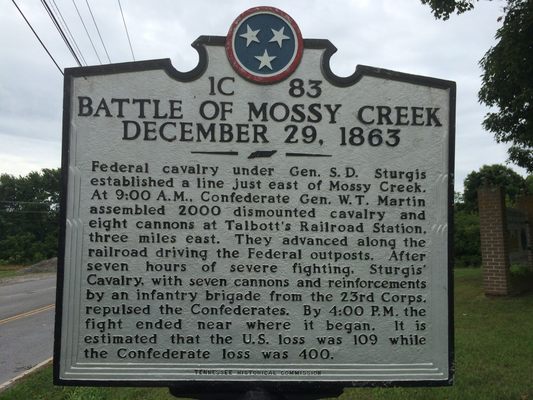 1C 83
BATTLE OF MOSSY CREEK
DECEMBER 29, 1863
Federal cavalry under Gen. S. D. Sturgis
established a line just east of Mossy Creek.
At 9:00 A.M., Confederate Gen. W. T. Martin
assembled 2000 dismounted cavalry and
eight cannons at Talbott's Railroad Station,
three miles east. They advanced along the
railroad driving the Federal outposts. After
seven hours of severe fighting, Sturgis'
Cavalry, with seven cannons and reinforcements
by an infantry brigade from the 23rd Corps,
repulsed the Confederates. By 4:00 P.M. the
fight ended near where it began. It is
estimated that the U.S. loss was 109 while
the Confederate loss was 400.
TENNESSEE HISTORICAL COMMISSION